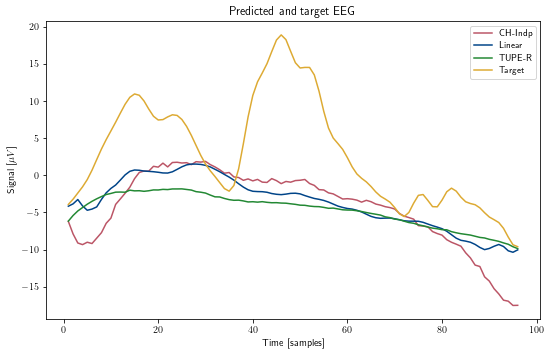 Predicted and target EEG
CH-Indp
Linear
TUPE-R
Target
Signal [μV]
20
15
10
5
0
−5
−10
−15
0
20
40
60
80
100
Time [samples]